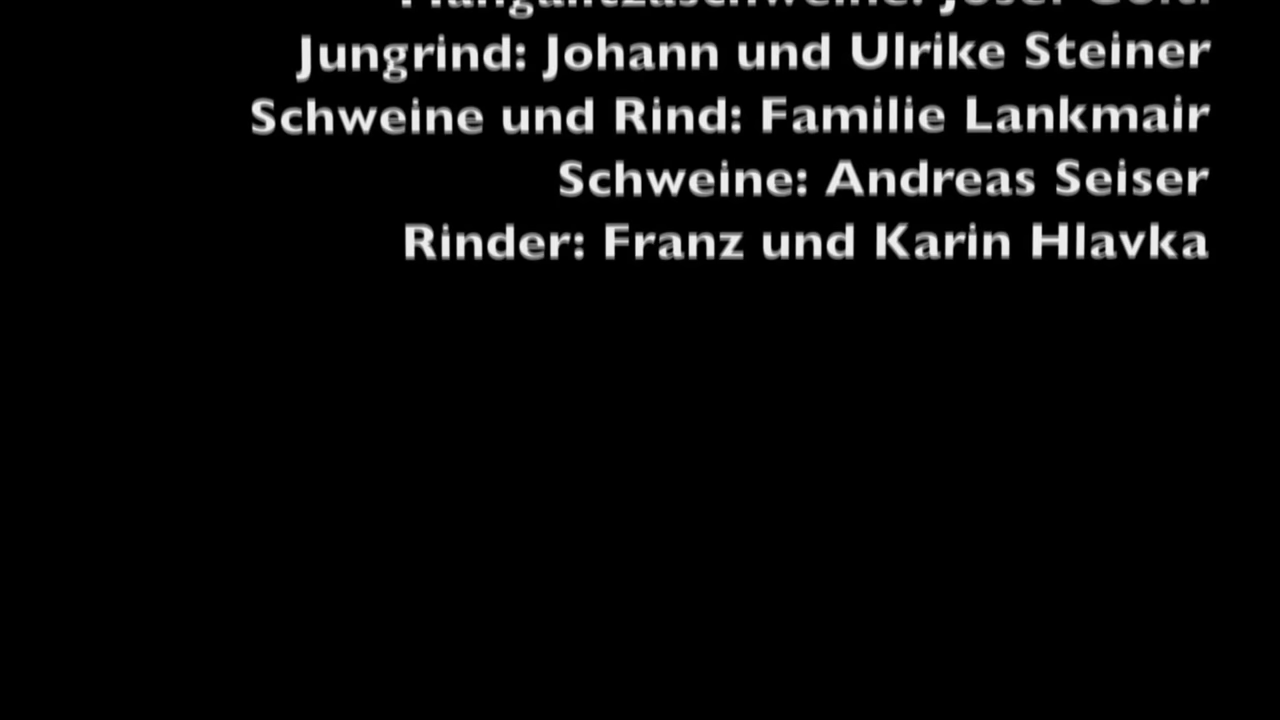 Jungrind: Johann und Ulrike Steiner
Schweine und Rind: Familie Lankmair
Schweine: Andreas Seiser
Rinder: Franz und Karin Hlavka